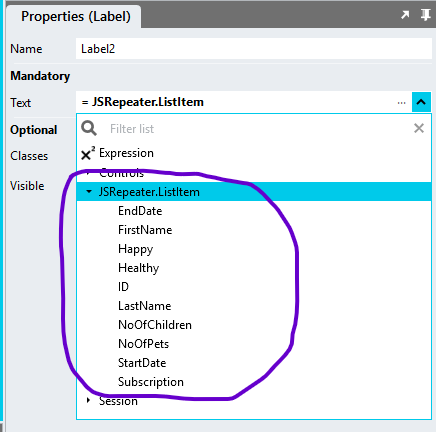 Properties (Label)
Name Label2
Mandatory
Text = JSRepeater.ListItem ...
Optional
Filter list
Classes
X² Expression
Controls
Visible
JSRepeater.ListItem
EndDate
FirstName
Happy
Healthy
ID
LastName
NoOfChildren
NoOfPets
StartDate
Subscription
Session